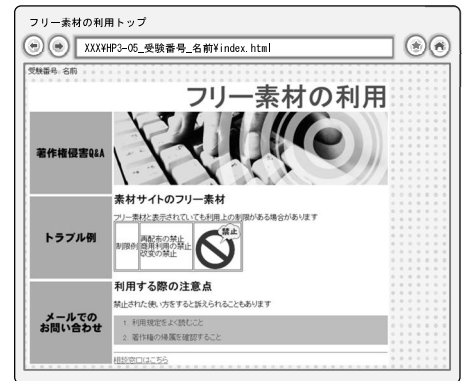 フリー素材の利用トップ
XXX¥HP3-05_受験番号_名前¥index.html
受験番号 名前
フリー素材の利用
著作権侵害Q&A
素材サイトのフリー素材
フリー素材と表示されていても利用上の制限がある場合があります
トラブル例
制限例
再配布の禁止
商用利用の禁止
改変の禁止
禁止
利用する際の注意点
禁止された使い方をすると訴えられることもあります
メールでの
お問い合わせ
1. 利用規定をよく読むこと
2. 著作権の帰属を確認すること
相談窓口はこちら